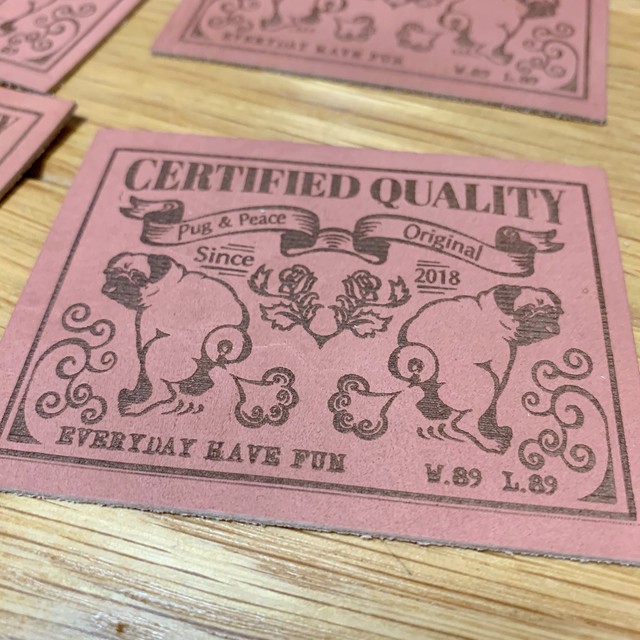 EVERYDAY HAVE FUN
W.89 L.89
CERTIFIED QUALITY
Pug & Peace Original
Since 2018
EVERYDAY HAVE FUN
W.89 L.89